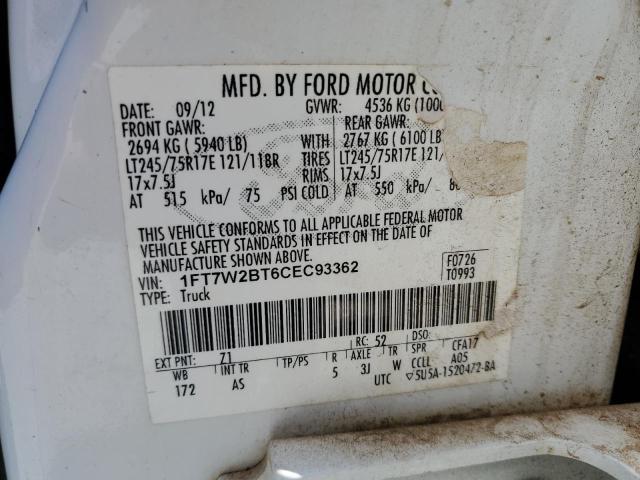 MFD. BY FORD MOTOR
DATE: 09/12 GVWR: 4536 KG
FRONT GAWR: REAR GAWR:
2694 KG ( 5940 LB) WITH 2767 KG ( 6100 LB)
LT245/75R17E 121/118R TIRES LT245/75R17E 121/
17x7.5J RIMS 17x7.5J
AT 515 kPa/ 75 PSI COLD AT 550 kPa/
THIS VEHICLE CONFORMS TO ALL APPLICABLE FEDERAL MOTOR
VEHICLE SAFETY STANDARDS IN EFFECT ON THE DATE OF
MANUFACTURE SHOWN ABOVE.
VIN: 1FT7W2BT6CEC93362 F0726
TYPE: Truck T0993
EXT PNT: 71 RC: 52 DSO:
WB INT TR TP/PS R AXLE TR SPR CFA17
172 AS 5 3J W CCLL A05
UTC 5U5A-1520472-BA